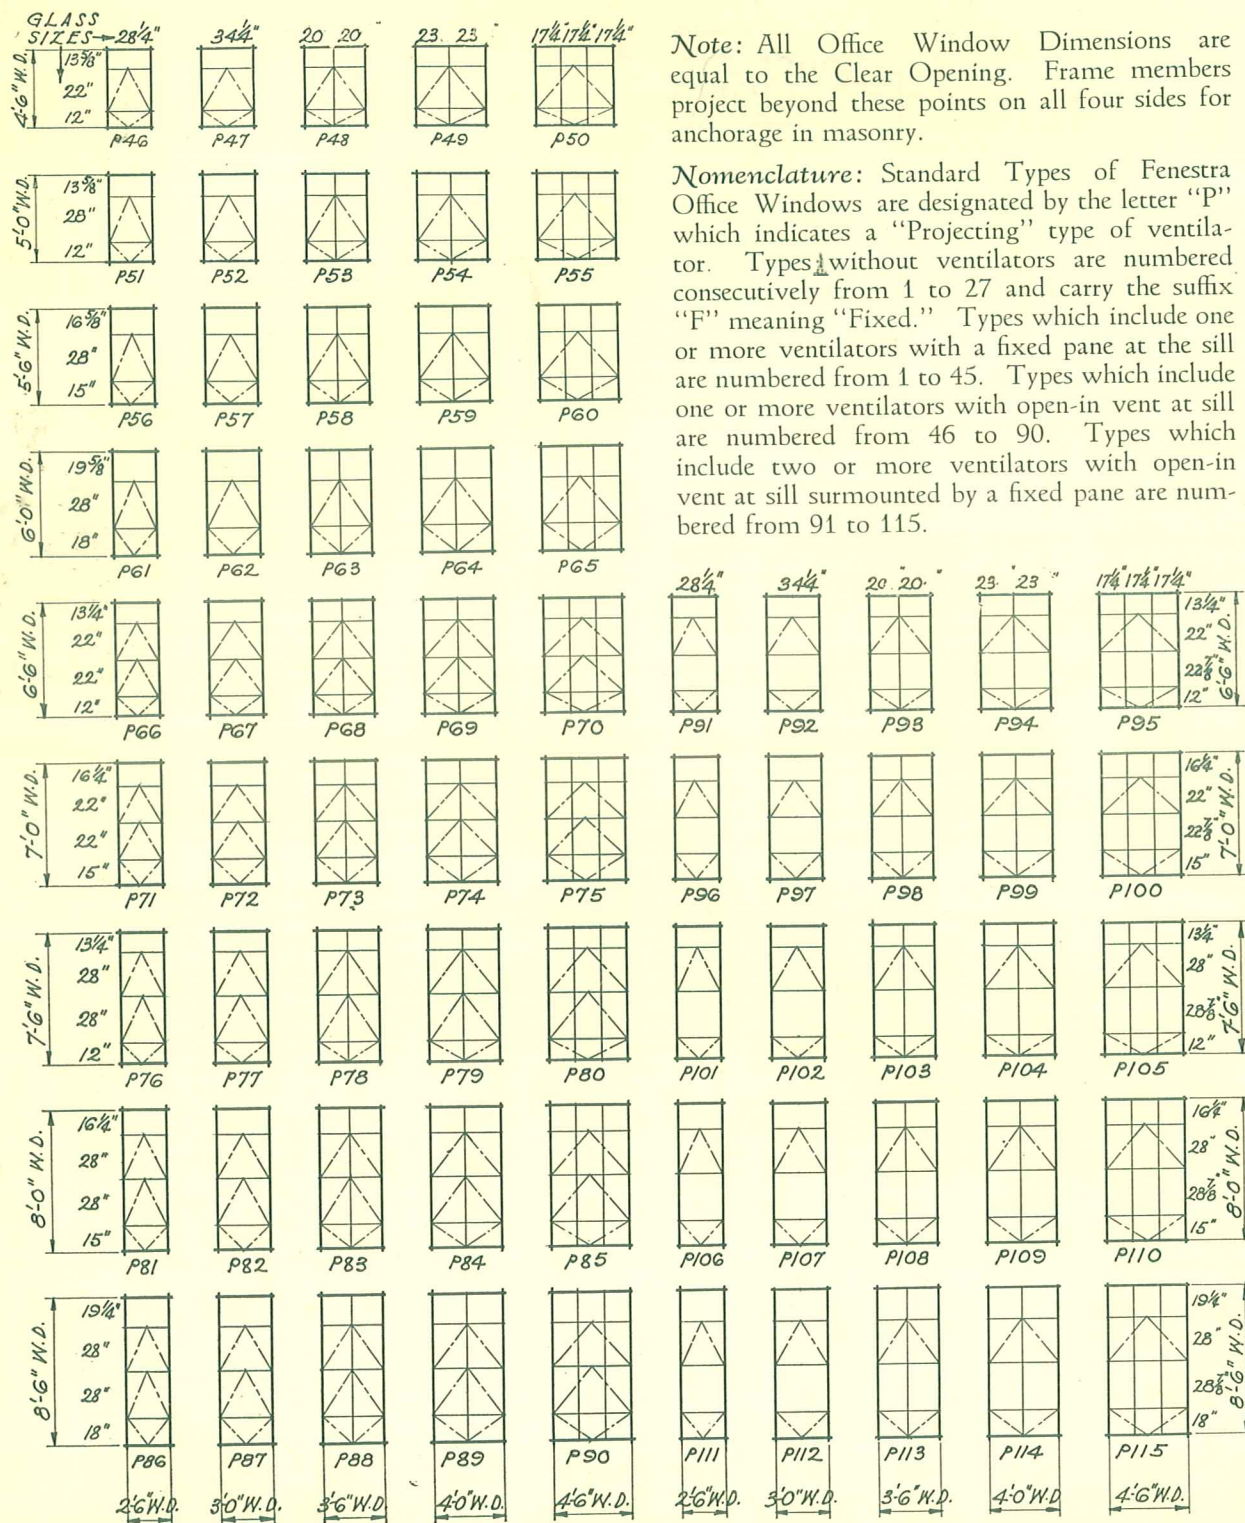 GLASS
SIZES 28¼" 34¼" 20 20 23. 23 17¼" 17¼" 17¼"
4'-6" W.D. 13⅝" 22" 12"
P46 P47 P48 P49 P50
5'-0" W.D. 13⅝" 28" 12"
P51 P52 P53 P54 P55
5'-6" W.D. 16⅝" 28" 15"
P56 P57 P58 P59 P60
6'-0" W.D. 19⅝" 28" 18"
P61 P62 P63 P64 P65
Note: All Office Window Dimensions are
equal to the Clear Opening. Frame members
project beyond these points on all four sides for
anchorage in masonry.
Nomenclature: Standard Types of Fenestra
Office Windows are designated by the letter "P"
which indicates a "Projecting" type of ventila-
tor. Types without ventilators are numbered
consecutively from 1 to 27 and carry the suffix
"F" meaning "Fixed." Types which include one
or more ventilators with a fixed pane at the sill
are numbered from 1 to 45. Types which include
one or more ventilators with open-in vent at sill
are numbered from 46 to 90. Types which
include two or more ventilators with open-in
vent at sill surmounted by a fixed pane are num-
bered from 91 to 115.
28¼" 34¼" 20" 20" 23" 23" 17¼" 17¼" 17¼"
6'-6" W.D. 13¼" 22" 22" 12"
13¼" 22" 22⅞" 12" 6'-6" W.D.
P66 P67 P68 P69 P70 P91 P92 P93 P94 P95
7'-0" W.D. 16¼" 22" 22" 15"
16¼" 22" 22⅞" 15" 7'-0" W.D.
P71 P72 P73 P74 P75 P96 P97 P98 P99 P100
7'-6" W.D. 13¼" 28" 28" 12"
13¼" 28" 28⅞" 12" 7'-6" W.D.
P76 P77 P78 P79 P80 P101 P102 P103 P104 P105
8'-0" W.D. 16¼" 28" 28" 15"
16¼" 28" 28⅞" 15" 8'-0" W.D.
P81 P82 P83 P84 P85 P106 P107 P108 P109 P110
8'-6" W.D. 19¼" 28" 28" 18"
19¼" 28" 28⅞" 18" 8'-6" W.D.
P86 P87 P88 P89 P90 P111 P112 P113 P114 P115
2'-6" W.D. 3'-0" W.D. 3'-6" W.D. 4'-0" W.D. 4'-6" W.D. 2'-6" W.D. 3'-0" W.D. 3'-6" W.D. 4'-0" W.D. 4'-6" W.D.